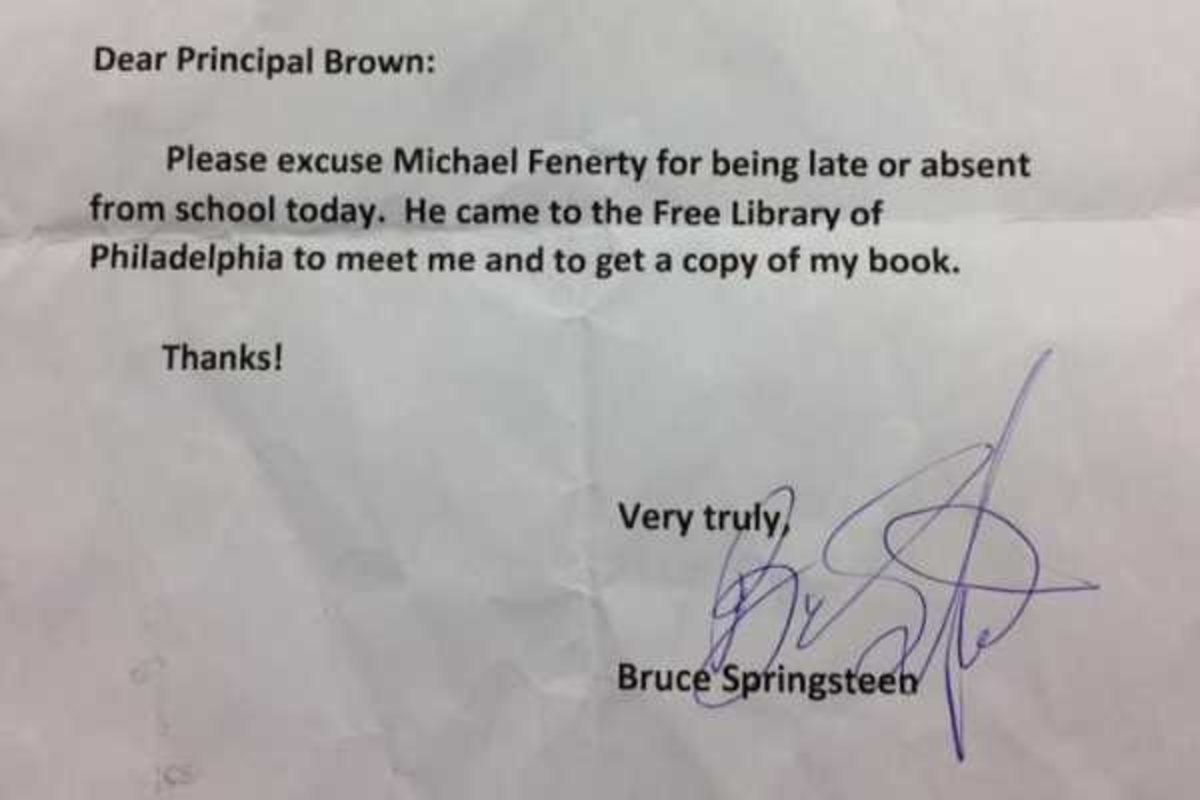 Dear Principal Brown:
Please excuse Michael Fenerty for being late or absent
from school today. He came to the Free Library of
Philadelphia to meet me and to get a copy of my book.
Thanks!
Very truly,
Bruce Springsteen